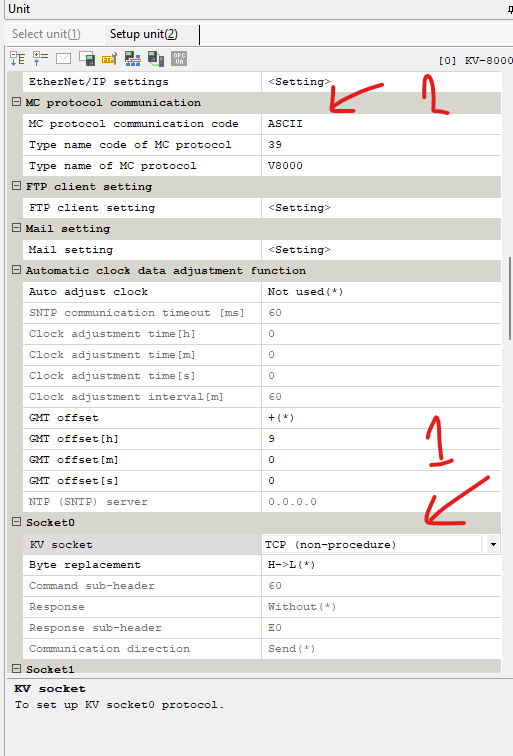 Unit
Select unit(1) Setup unit(2)
[0] KV-8000
EtherNet/IP settings <Setting>
2
MC protocol communication
MC protocol communication code ASCII
Type name code of MC protocol 39
Type name of MC protocol V8000
FTP client setting
FTP client setting <Setting>
Mail setting
Mail setting <Setting>
Automatic clock data adjustment function
Auto adjust clock Not used(*)
SNTP communication timeout [ms] 60
Clock adjustment time[h] 0
Clock adjustment time[m] 0
Clock adjustment time[s] 0
Clock adjustment interval[m] 60
GMT offset +(*)
GMT offset[h] 9
1
GMT offset[m] 0
GMT offset[s] 0
NTP (SNTP) server 0.0.0.0
Socket0
KV socket TCP (non-procedure)
Byte replacement H->L(*)
Command sub-header 60
Response Without(*)
Response sub-header E0
Communication direction Send(*)
Socket1
KV socket
To set up KV socket0 protocol.